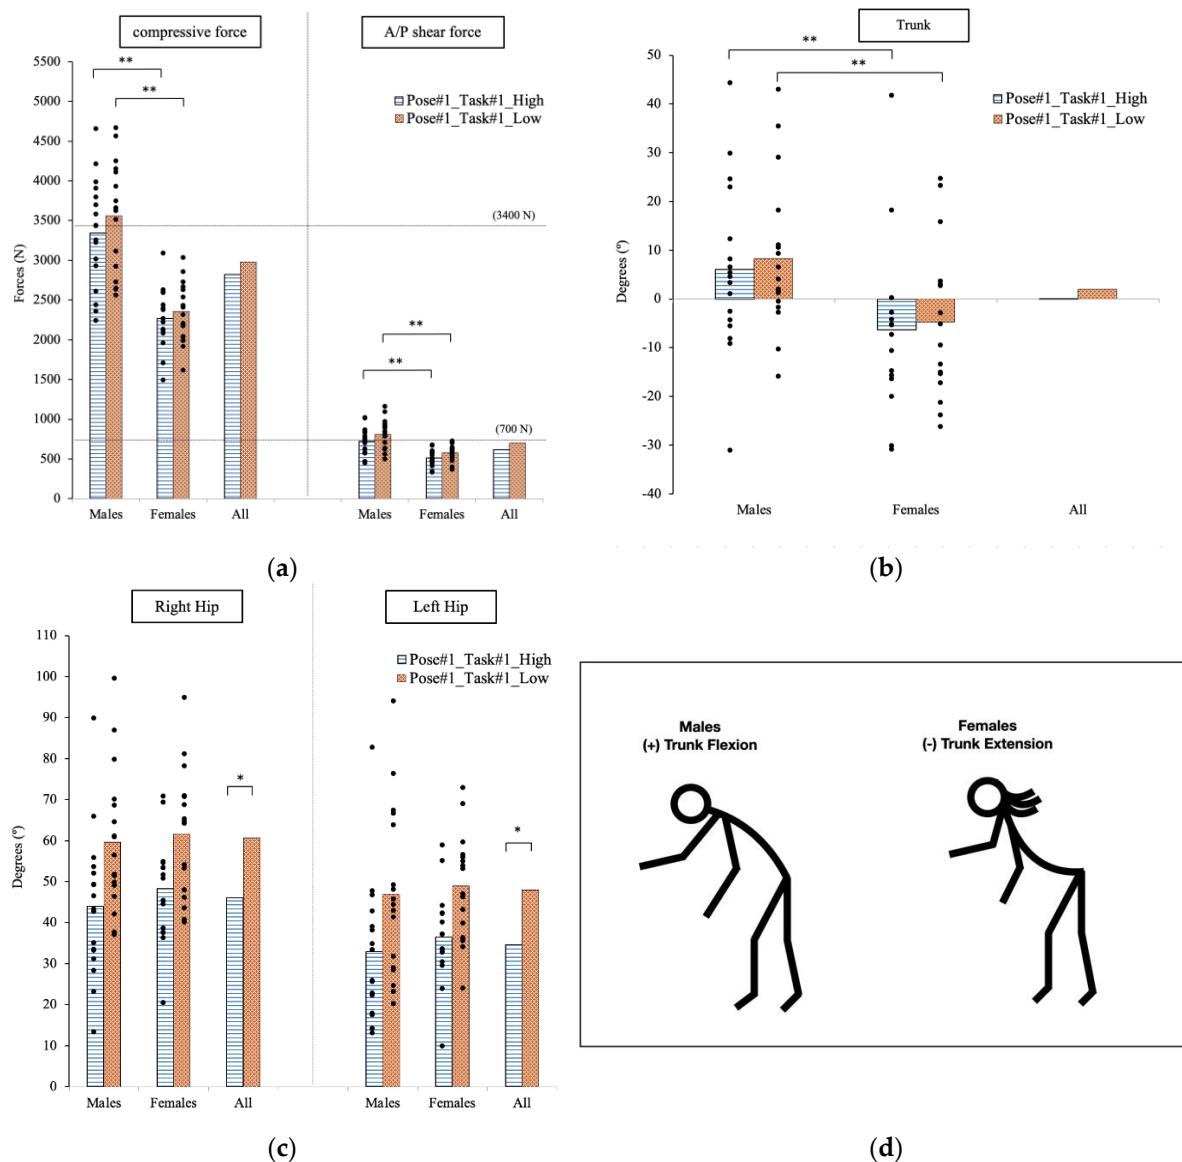 compressive force
A/P shear force
5500
5000
4500
4000
3500
3000
2500
2000
1500
1000
500
0
Forces (N)
**
**
**
**
Pose#1_Task#1_High
Pose#1_Task#1_Low
(3400 N)
(700 N)
Males
Females
All
Males
Females
All
(a)
Trunk
50
40
30
20
10
0
-10
-20
-30
-40
Degrees (°)
**
**
Pose#1_Task#1_High
Pose#1_Task#1_Low
Males
Females
All
(b)
Right Hip
Left Hip
110
100
90
80
70
60
50
40
30
20
10
0
Degrees (°)
*
*
Pose#1_Task#1_High
Pose#1_Task#1_Low
Males
Females
All
Males
Females
All
(c)
Males
(+) Trunk Flexion
Females
(-) Trunk Extension
(d)